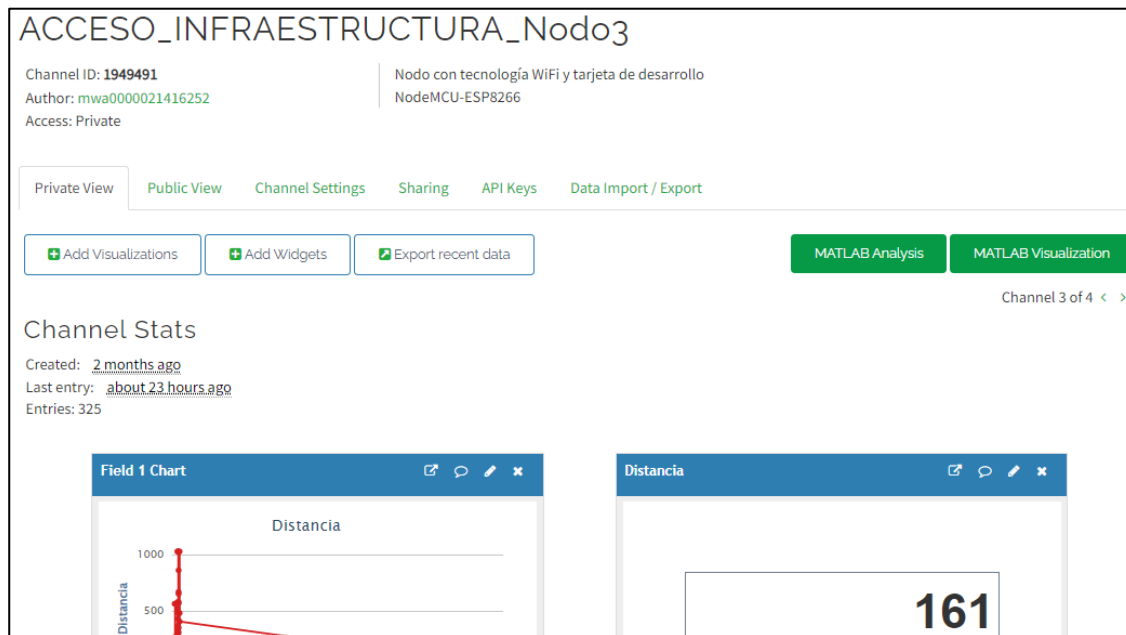 ACCESO_INFRAESTRUCTURA_Nodo3
Channel ID: 1949491
Author: mwa0000021416252
Access: Private
Nodo con tecnología WiFi y tarjeta de desarrollo
NodeMCU-ESP8266
Private View
Public View
Channel Settings
Sharing
API Keys
Data Import / Export
Add Visualizations
Add Widgets
Export recent data
MATLAB Analysis
MATLAB Visualization
Channel 3 of 4
Channel Stats
Created: 2 months ago
Last entry: about 23 hours ago
Entries: 325
Field 1 Chart
Distancia
1000
500
Distancia
Distancia
161